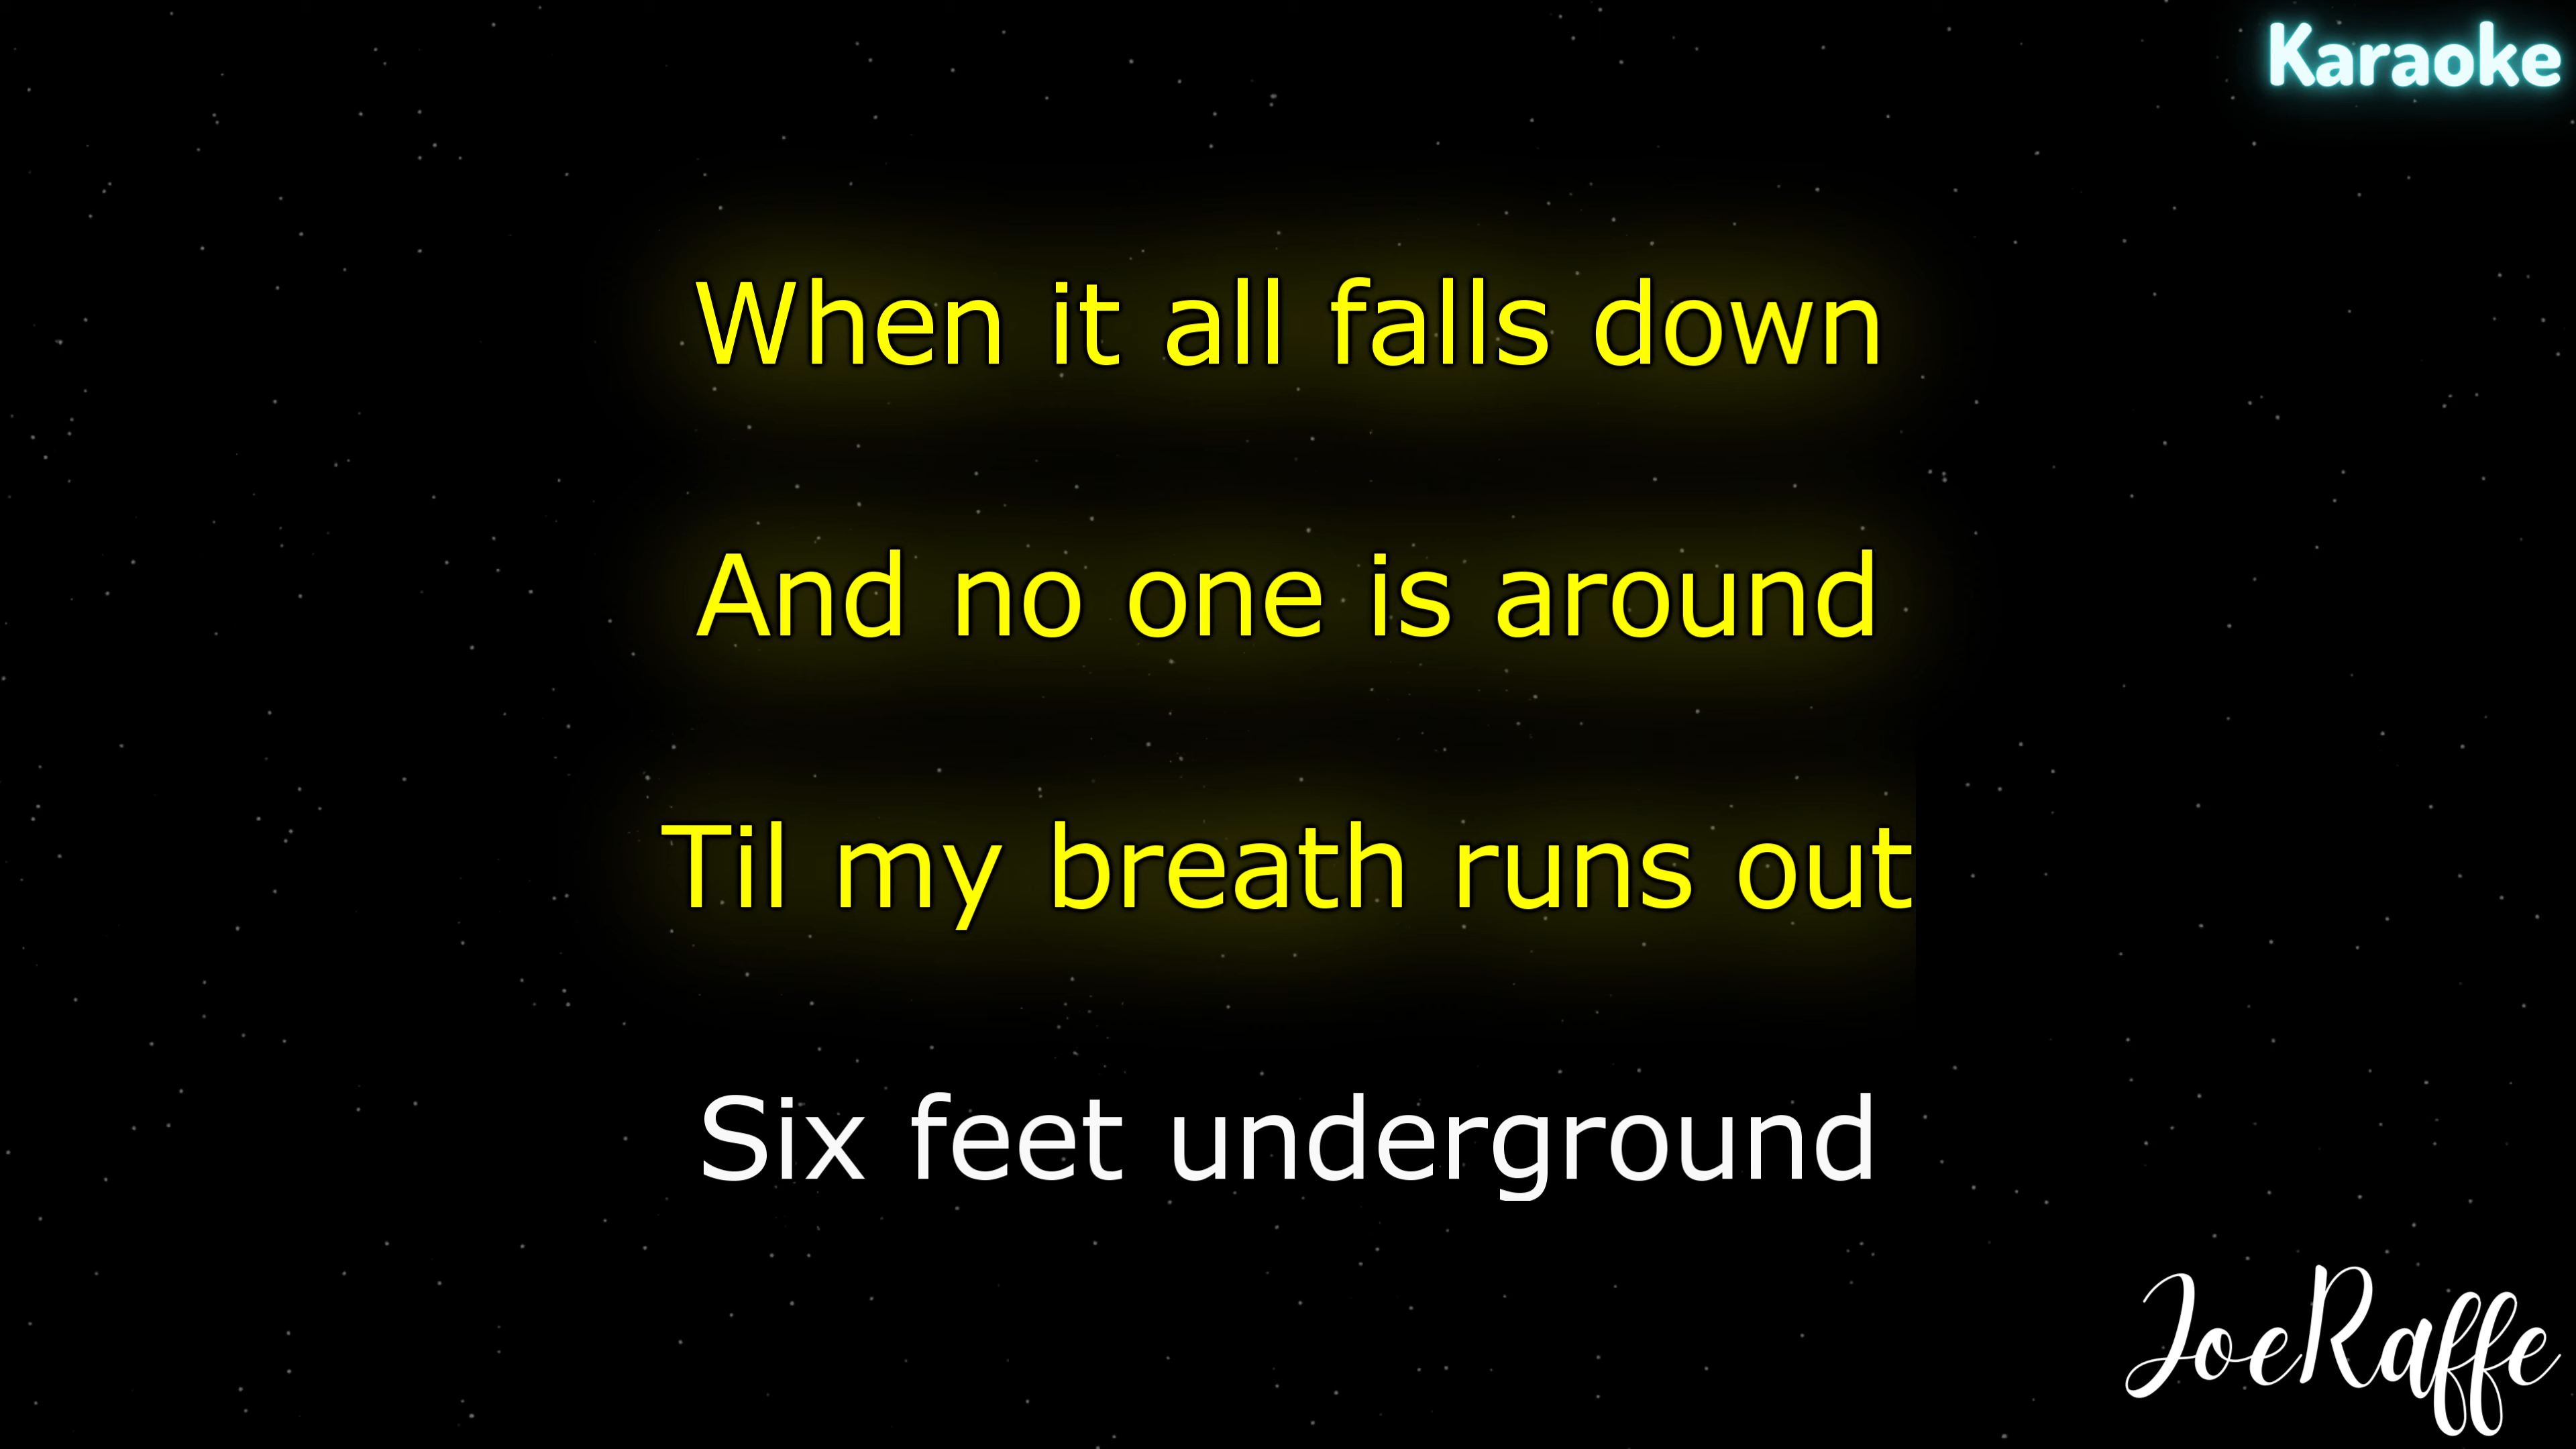 Karaoke
When it all falls down
And no one is around
Til my breath runs out
Six feet underground
JoeRaffe